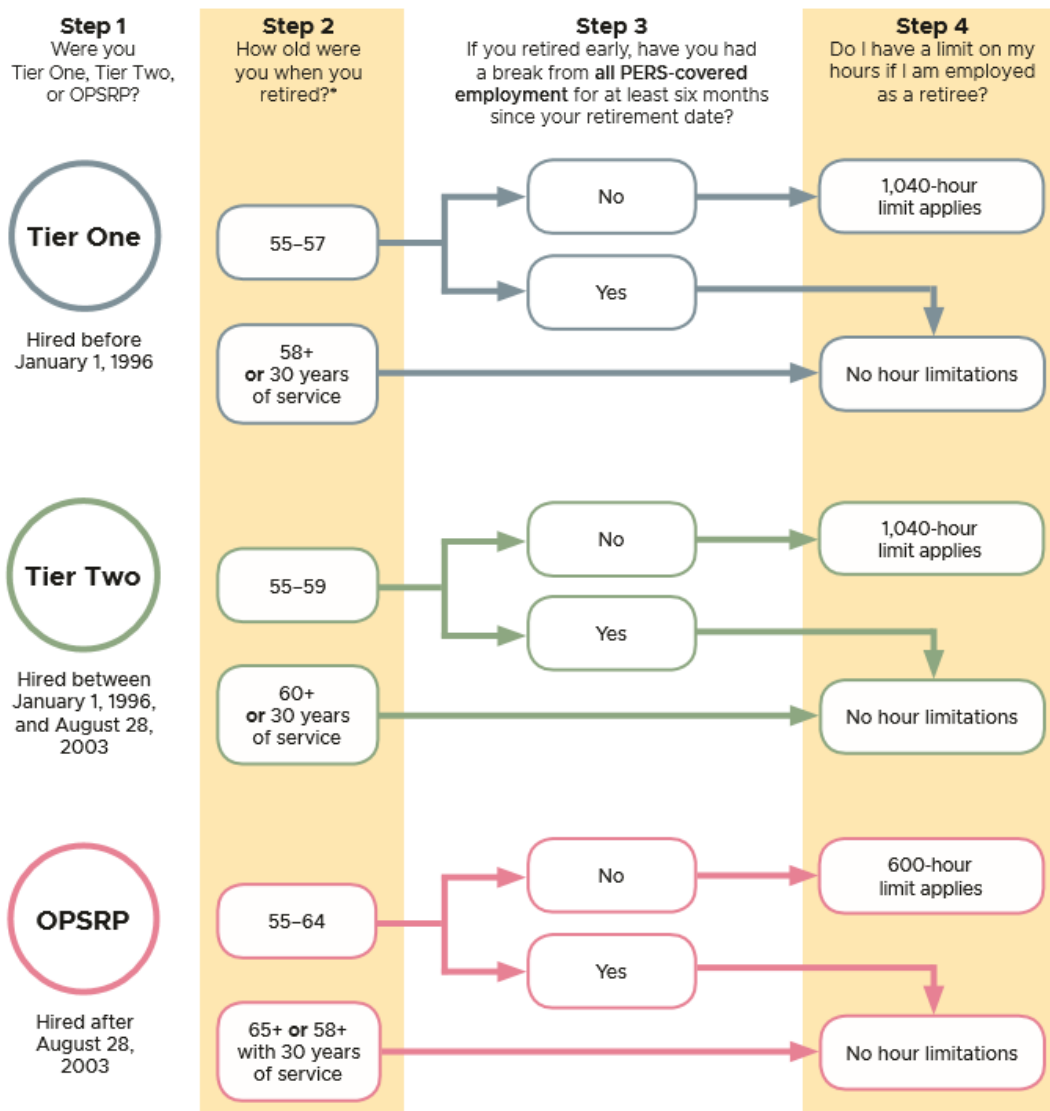 Step 1
Were you
Tier One, Tier Two,
or OPSRP?
Step 2
How old were
you when you
retired?*
Step 3
If you retired early, have you had
a break from all PERS-covered
employment for at least six months
since your retirement date?
Step 4
Do I have a limit on my
hours if I am employed
as a retiree?
Tier One
Hired before
January 1, 1996
55–57
No
1,040-hour
limit applies
Yes
58+
or 30 years
of service
No hour limitations
Tier Two
Hired between
January 1, 1996,
and August 28,
2003
55–59
No
1,040-hour
limit applies
Yes
60+
or 30 years
of service
No hour limitations
OPSRP
Hired after
August 28,
2003
55–64
No
600-hour
limit applies
Yes
65+ or 58+
with 30 years
of service
No hour limitations